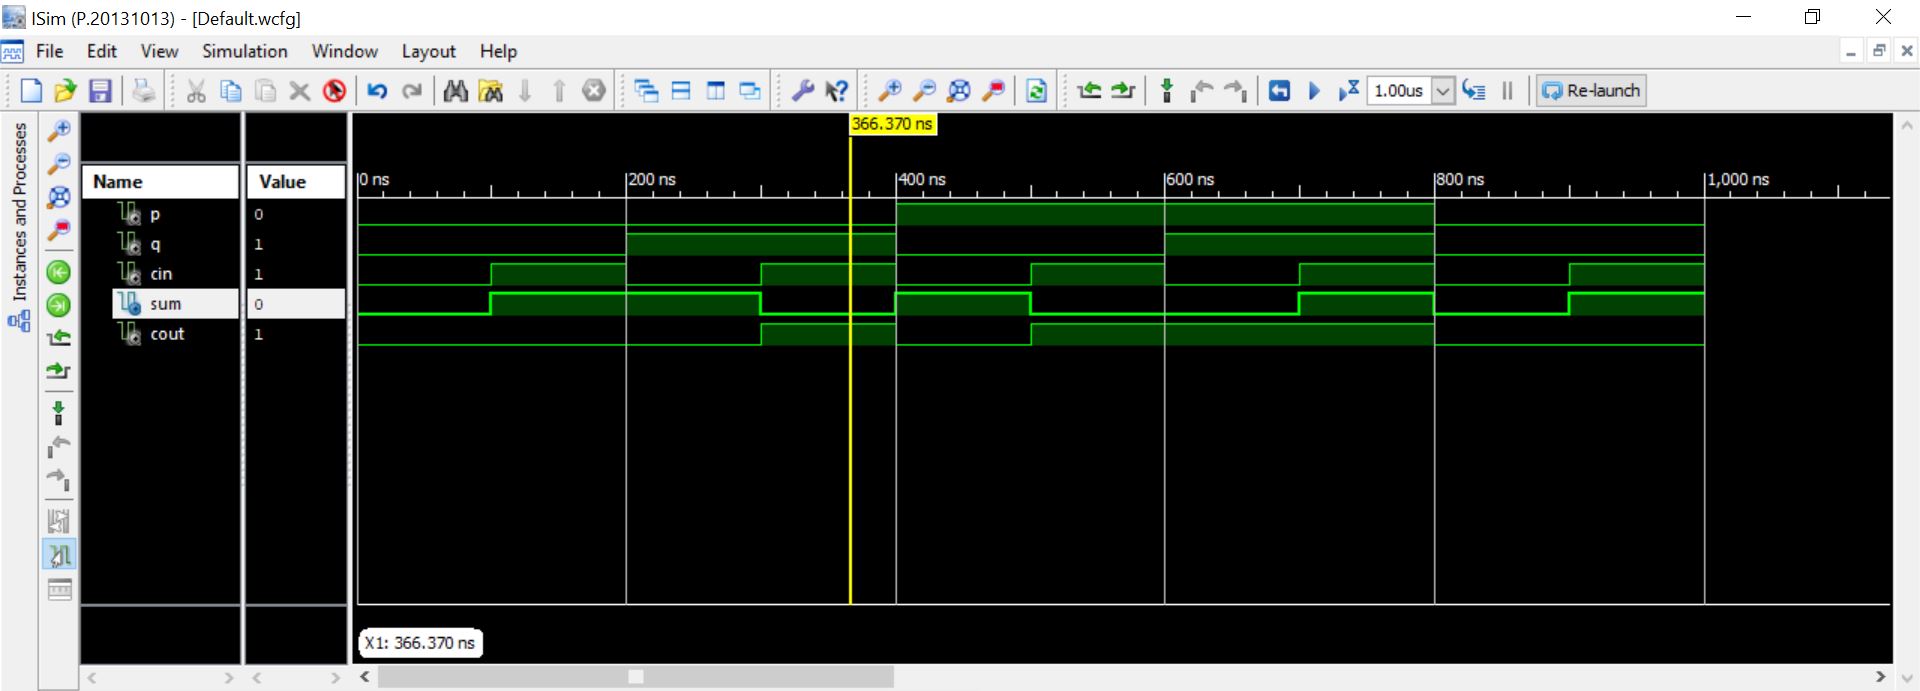 ISim (P.20131013) - [Default.wcfg]
File Edit View Simulation Window Layout Help
1.00us Re-launch
Instances and Processes
366.370 ns
Name Value
0 ns 200 ns 400 ns 600 ns 800 ns 1,000 ns
p 0
q 1
cin 1
sum 0
cout 1
X1: 366.370 ns